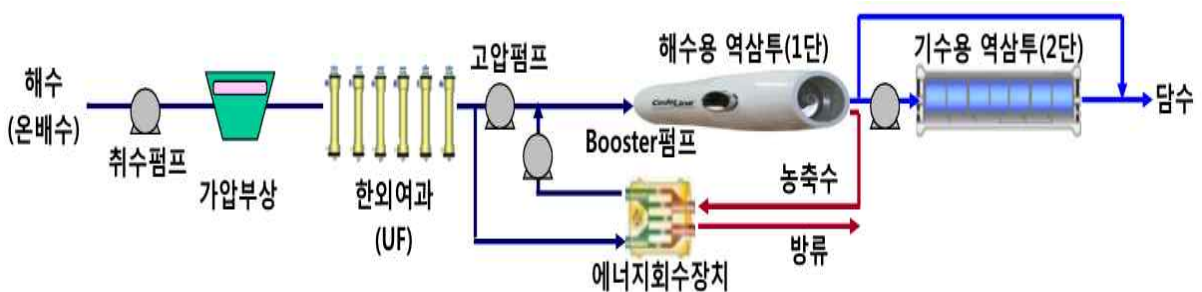 해수
(온배수)
취수펌프
가압부상
한외여과
(UF)
고압펌프
Booster펌프
에너지회수장치
해수용 역삼투(1단)
농축수
방류
기수용 역삼투(2단)
담수